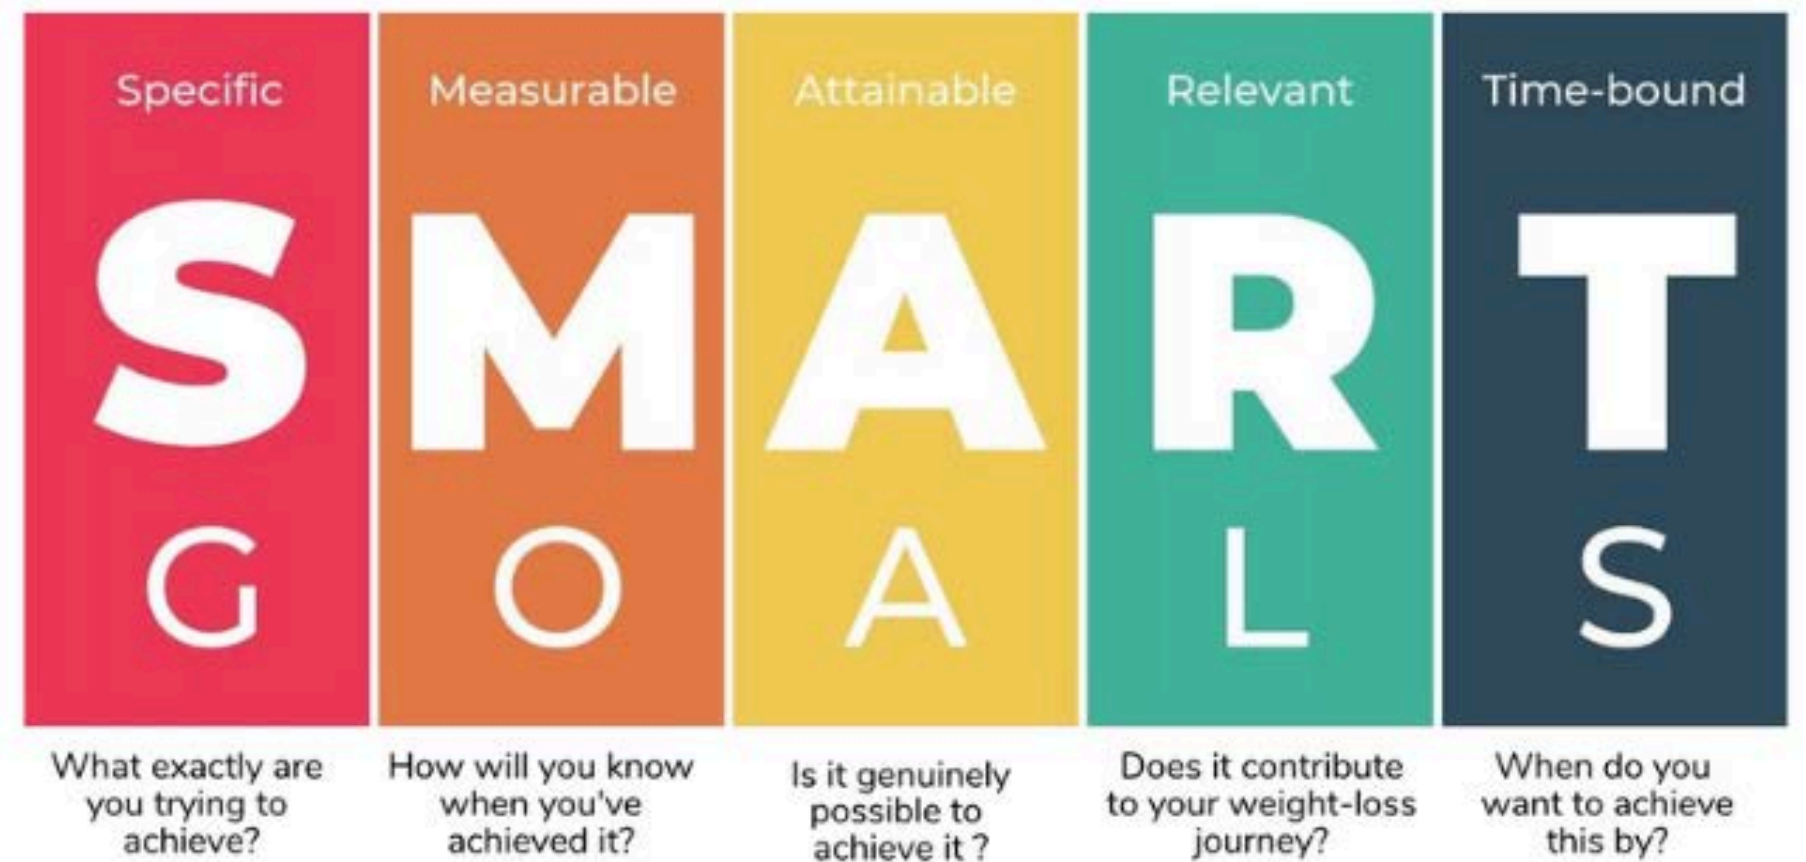 Specific Measurable Attainable Relevant Time-bound
S M A R T
G O A L S
What exactly are
you trying to
achieve?
How will you know
when you've
achieved it?
Is it genuinely
possible to
achieve it ?
Does it contribute
to your weight-loss
journey?
When do you
want to achieve
this by?